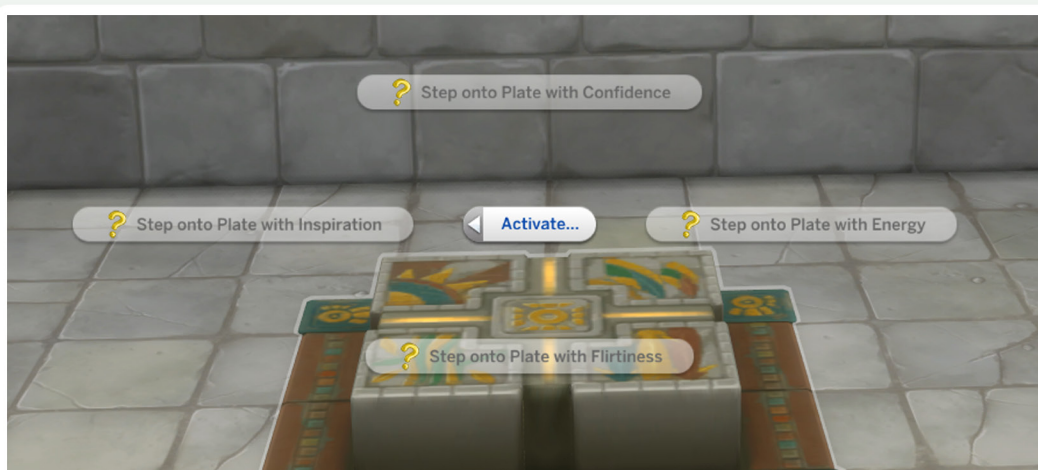 Step onto Plate with Confidence
Step onto Plate with Inspiration
Activate...
Step onto Plate with Energy
Step onto Plate with Flirtiness